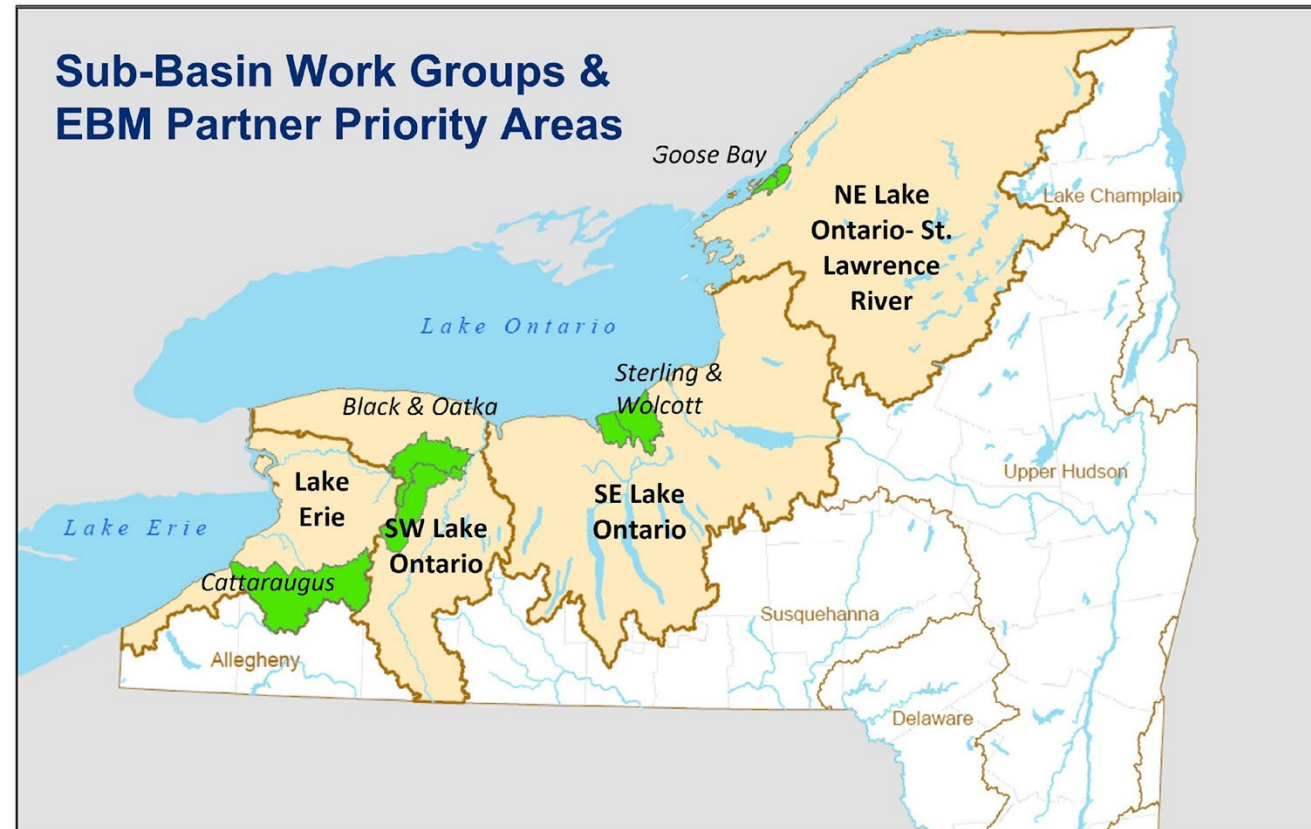 Sub-Basin Work Groups &
EBM Partner Priority Areas
Goose Bay
NE Lake
Ontario- St.
Lawrence
River
Lake Champlain
Lake Ontario
Sterling &
Wolcott
Black & Oatka
Upper Hudson
Lake
Erie
SE Lake
Ontario
Lake Erie
SW Lake
Ontario
Cattaraugus
Susquehanna
Allegheny
Delaware